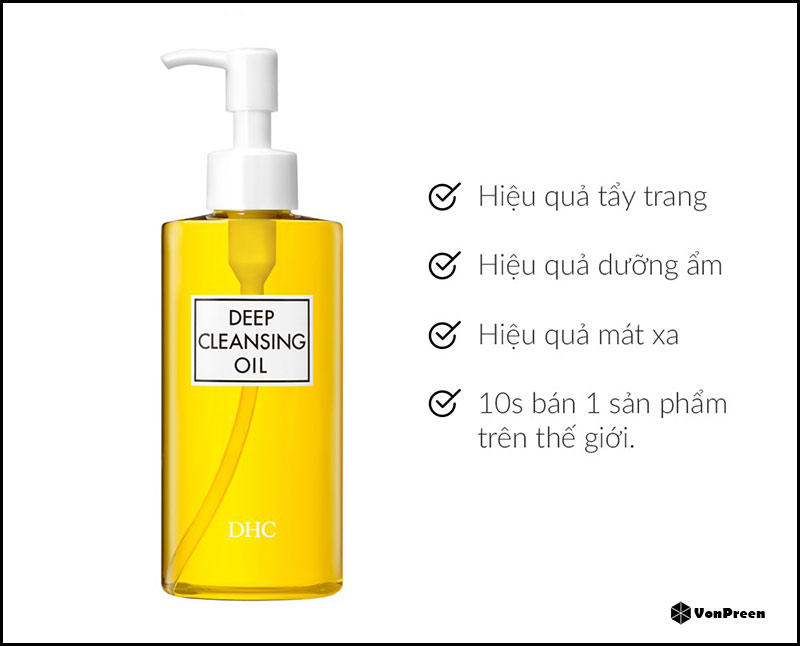 DEEP
CLEANSING
OIL
DHC
Hiệu quả tẩy trang
Hiệu quả dưỡng ẩm
Hiệu quả mát xa
10s bán 1 sản phẩm
trên thế giới.
VonPreen